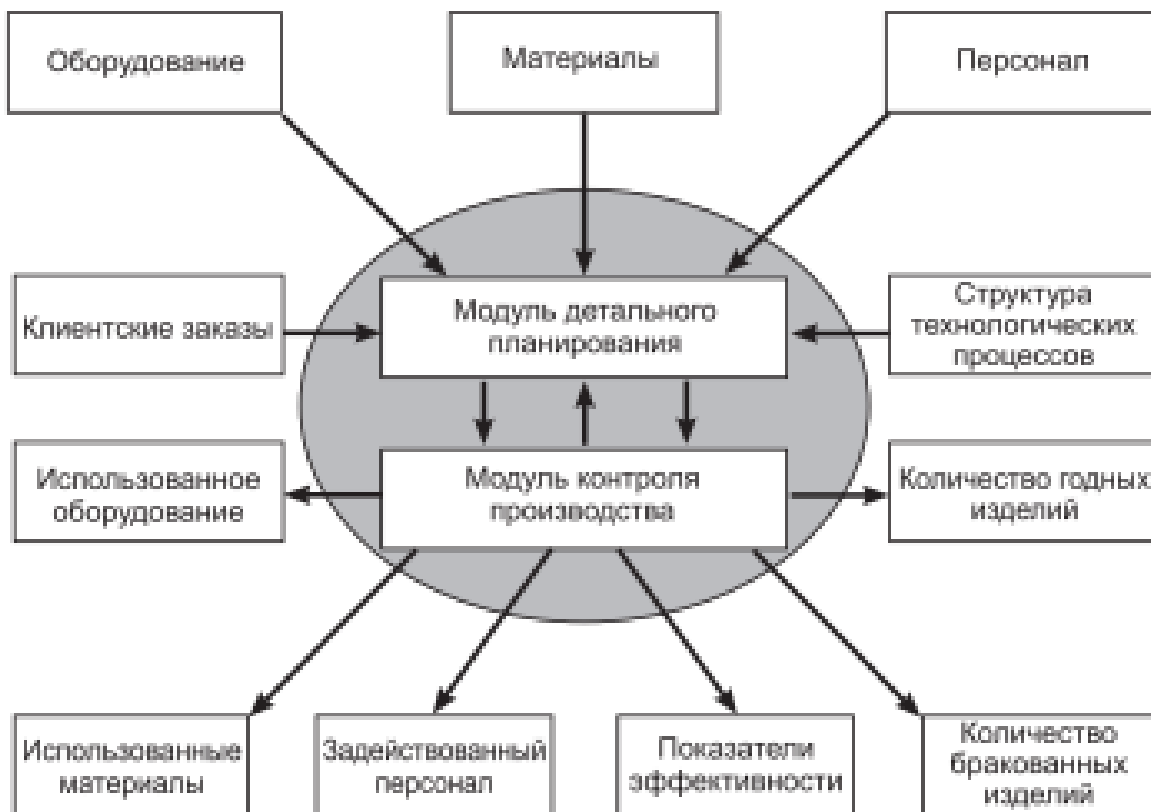 Оборудование
Материалы
Персонал
Клиентские заказы
Модуль детального
планирования
Структура
технологических
процессов
Использованное
оборудование
Модуль контроля
производства
Количество годных
изделий
Использованные
материалы
Задействованный
персонал
Показатели
эффективности
Количество
бракованных
изделий